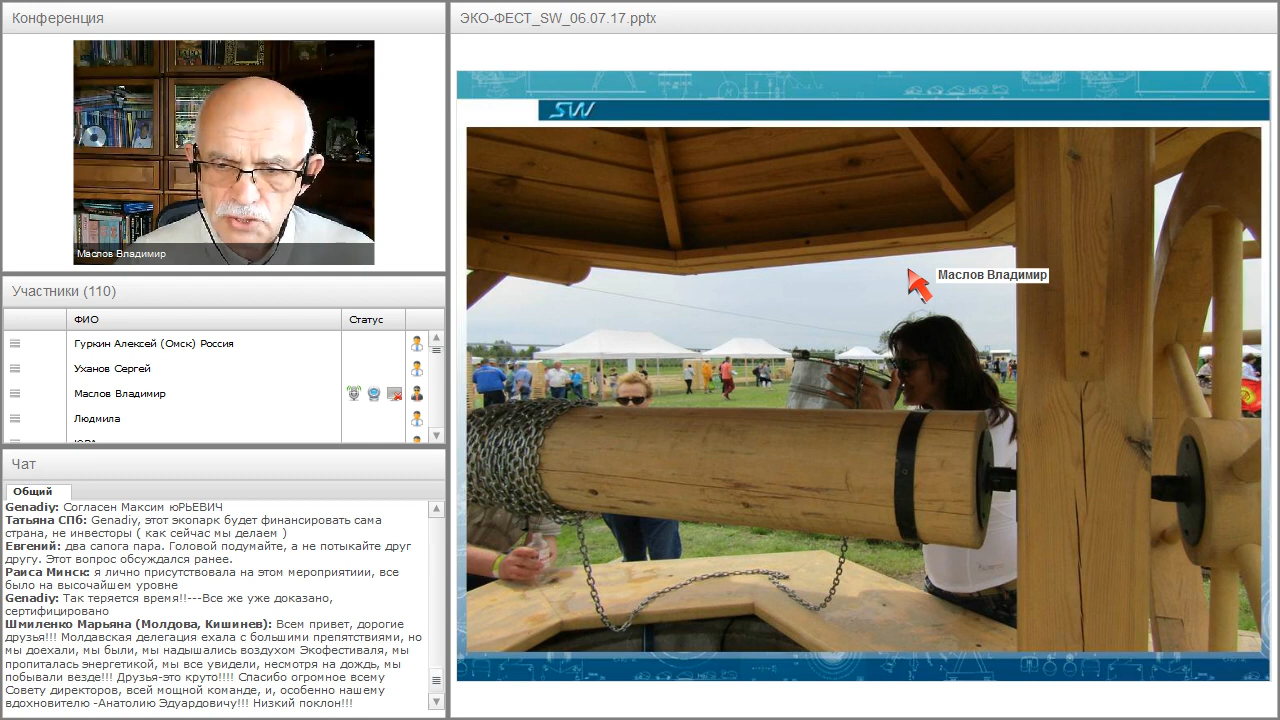 Конференция
Маслов Владимир
Участники (110)
ФИО
Статус
Гуркин Алексей (Омск) Россия
Уханов Сергей
Маслов Владимир
Людмила
Чат
Общий
Genadiy: Согласен Максим юРЬЕВИЧ
Татьяна СПб: Genadiy, этот экопарк будет финансировать сама
страна, не инвесторы ( как сейчас мы делаем )
Евгений: два сапога пара. Головой подумайте, а не потыкайте друг
другу. Этот вопрос обсуждался ранее.
Раиса Минск: я лично присутствовала на этом мероприятиии, все
было на высочайшем уровне
Genadiy: Так теряется время!!---Все же уже доказано,
сертифицировано
Шмиленко Марьяна (Молдова, Кишинев): Всем привет, дорогие
друзья!!! Молдавская делегация ехала с большими препятствиями, но
мы доехали, мы были, мы надышались воздухом Экофестиваля, мы
пропиталась энергетикой, мы все увидели, несмотря на дождь, мы
побывали везде!!! Друзья-это круто!!!! Спасибо огромное всему
Совету директоров, всей мощной команде, и, особенно нашему
вдохновителю -Анатолию Эдуардовичу!!! Низкий поклон!!!
ЭКО-ФЕСТ_SW_06.07.17.pptx
SW
Маслов Владимир